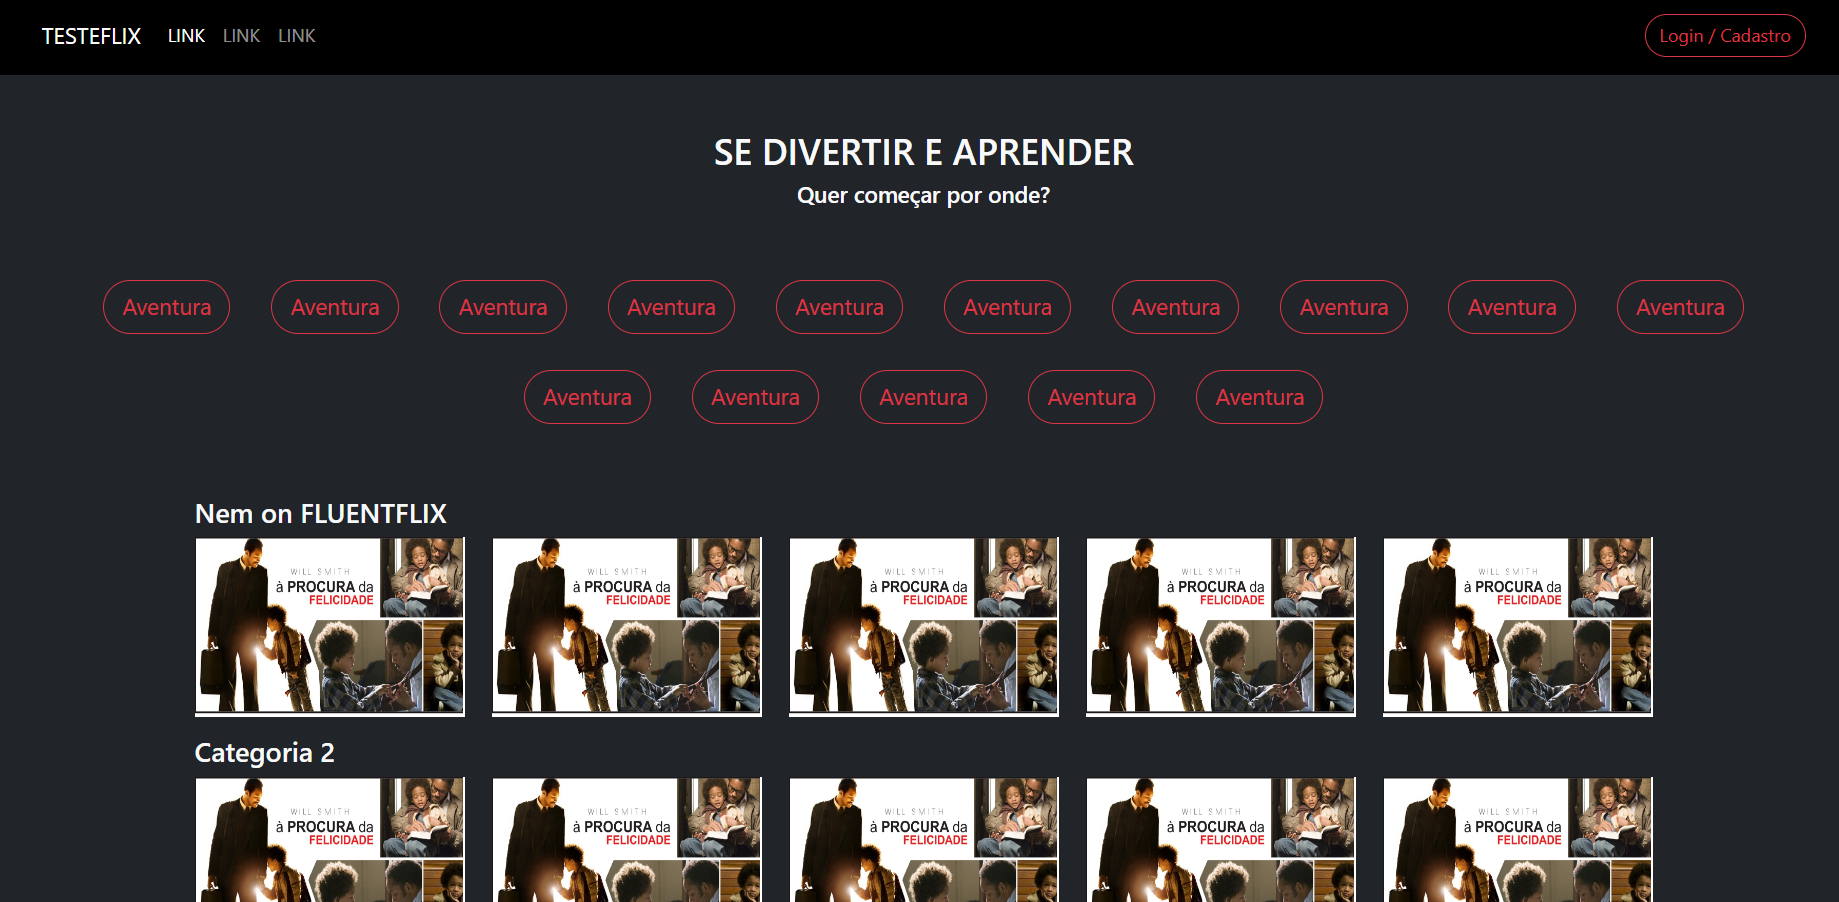 TESTEFLIX LINK LINK LINK Login / Cadastro
SE DIVERTIR E APRENDER
Quer começar por onde?
Aventura Aventura Aventura Aventura Aventura Aventura Aventura Aventura Aventura Aventura
Aventura Aventura Aventura Aventura Aventura
Nem on FLUENTFLIX
WILL SMITH WILL SMITH WILL SMITH WILL SMITH WILL SMITH
à PROCURA da à PROCURA da à PROCURA da à PROCURA da à PROCURA da
FELICIDADE FELICIDADE FELICIDADE FELICIDADE FELICIDADE
Categoria 2
WILL SMITH WILL SMITH WILL SMITH WILL SMITH WILL SMITH
à PROCURA da à PROCURA da à PROCURA da à PROCURA da à PROCURA da
FELICIDADE FELICIDADE FELICIDADE FELICIDADE FELICIDADE